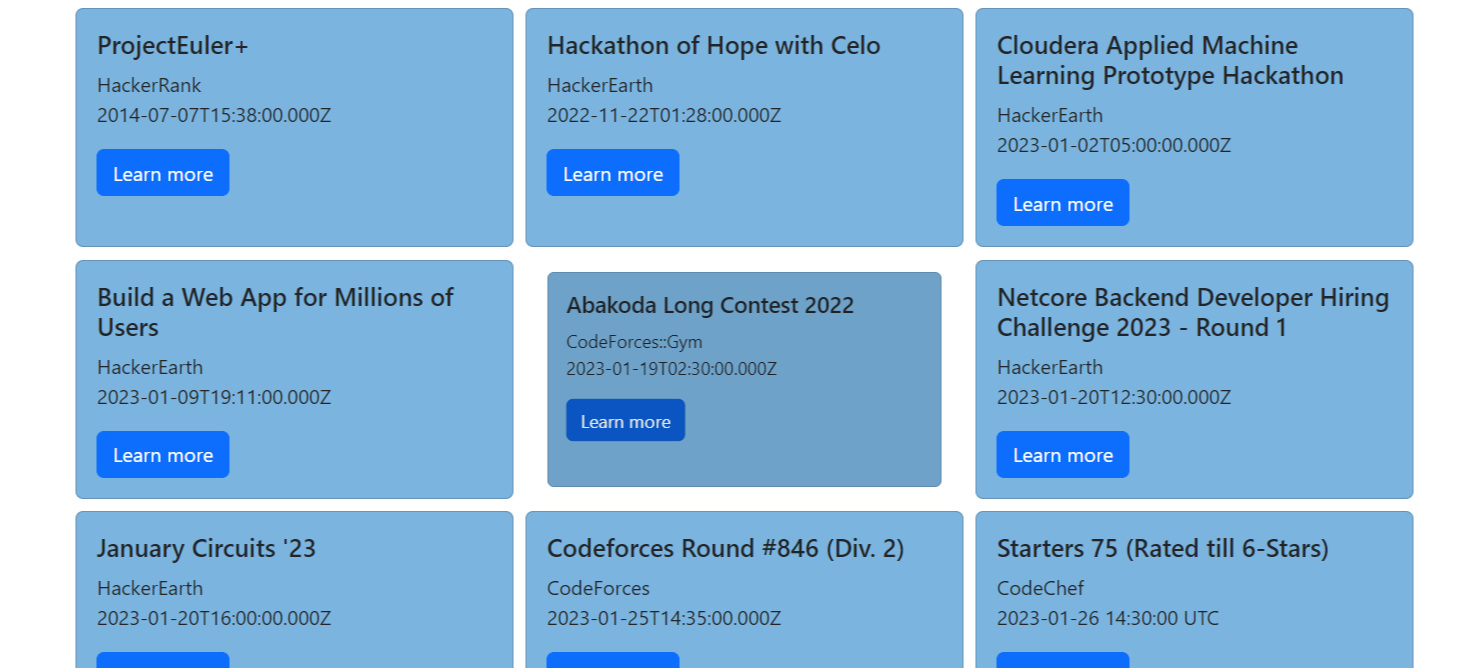 ProjectEuler+
HackerRank
2014-07-07T15:38:00.000Z
Learn more
Hackathon of Hope with Celo
HackerEarth
2022-11-22T01:28:00.000Z
Learn more
Cloudera Applied Machine
Learning Prototype Hackathon
HackerEarth
2023-01-02T05:00:00.000Z
Learn more
Build a Web App for Millions of
Users
HackerEarth
2023-01-09T19:11:00.000Z
Learn more
Abakoda Long Contest 2022
CodeForces::Gym
2023-01-19T02:30:00.000Z
Learn more
Netcore Backend Developer Hiring
Challenge 2023 - Round 1
HackerEarth
2023-01-20T12:30:00.000Z
Learn more
January Circuits '23
HackerEarth
2023-01-20T16:00:00.000Z
Codeforces Round #846 (Div. 2)
CodeForces
2023-01-25T14:35:00.000Z
Starters 75 (Rated till 6-Stars)
CodeChef
2023-01-26 14:30:00 UTC